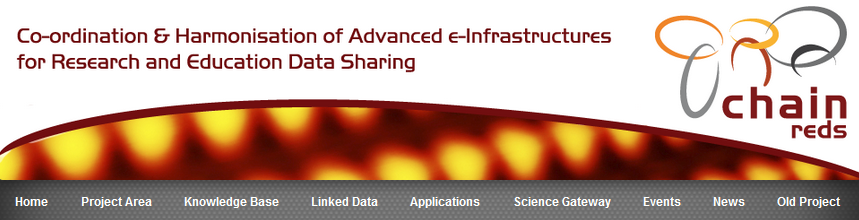 Co-ordination & Harmonisation of Advanced e-Infrastructures
for Research and Education Data Sharing
chain
reds
Home Project Area Knowledge Base Linked Data Applications Science Gateway Events News Old Project